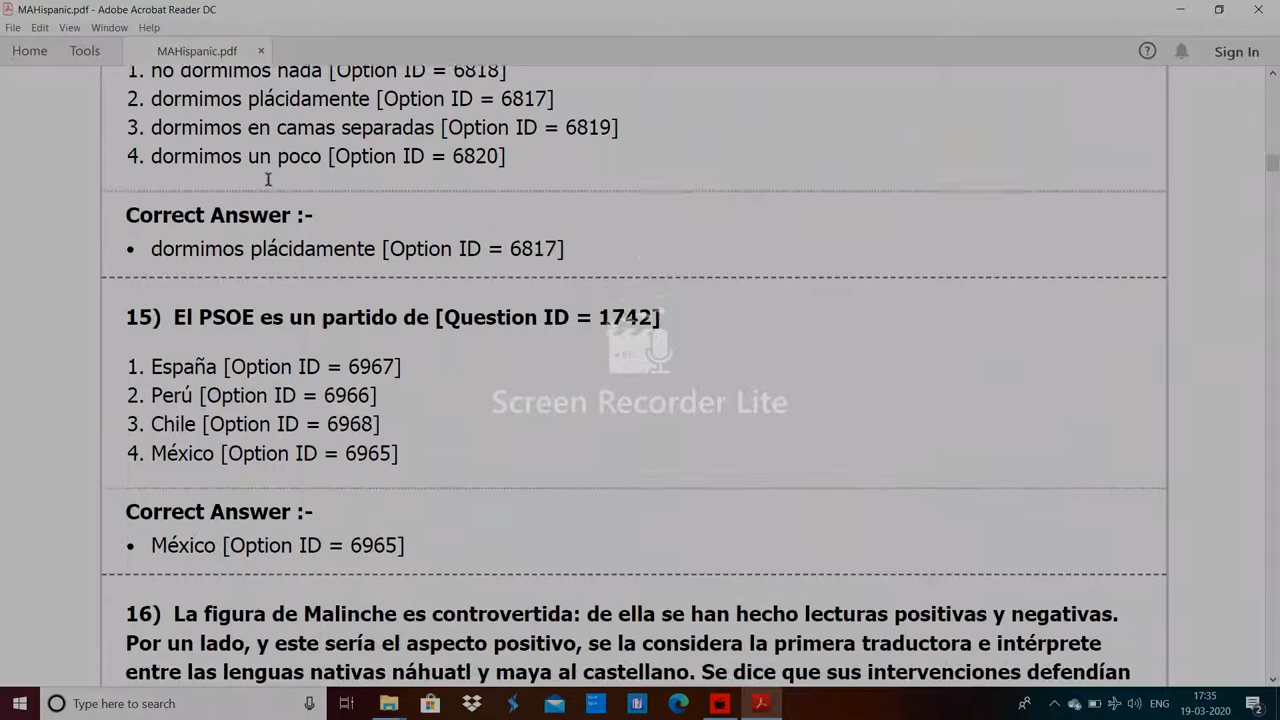 MAHispanic.pdf - Adobe Acrobat Reader DC
File Edit View Window Help
Home Tools MAHispanic.pdf × Sign In
1. no dormimos nada [Option ID = 6818]
2. dormimos plácidamente [Option ID = 6817]
3. dormimos en camas separadas [Option ID = 6819]
4. dormimos un poco [Option ID = 6820]
Correct Answer :-
• dormimos plácidamente [Option ID = 6817]
15) El PSOE es un partido de [Question ID = 1742]
1. España [Option ID = 6967]
2. Perú [Option ID = 6966]
3. Chile [Option ID = 6968]
4. México [Option ID = 6965]
REC
Screen Recorder Lite
Correct Answer :-
• México [Option ID = 6965]
16) La figura de Malinche es controvertida: de ella se han hecho lecturas positivas y negativas.
Por un lado, y este sería el aspecto positivo, se la considera la primera traductora e intérprete
entre las lenguas nativas náhuatl y maya al castellano. Se dice que sus intervenciones defendían
Type here to search
ENG
17:35
19-03-2020
2